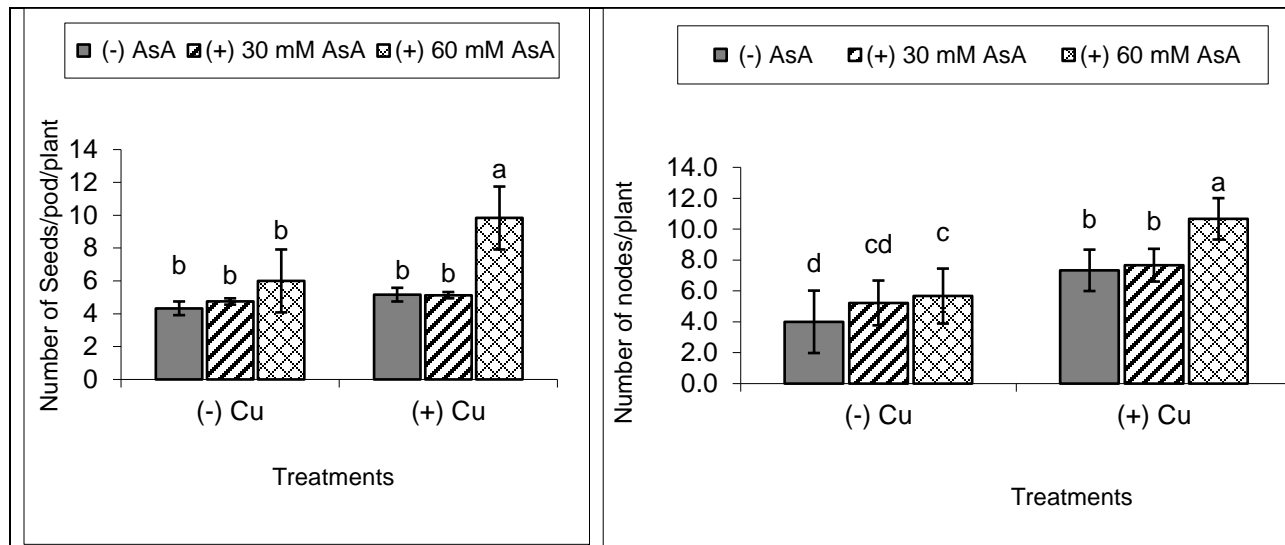 (-) AsA (+) 30 mM AsA (+) 60 mM AsA
Number of Seeds/pod/plant
14
12
10
8
6
4
2
0
b
b
b
b
b
a
(-) Cu (+) Cu
Treatments
(-) AsA (+) 30 mM AsA (+) 60 mM AsA
Number of nodes/plant
14.0
12.0
10.0
8.0
6.0
4.0
2.0
0.0
d
cd
c
b
b
a
(-) Cu (+) Cu
Treatments